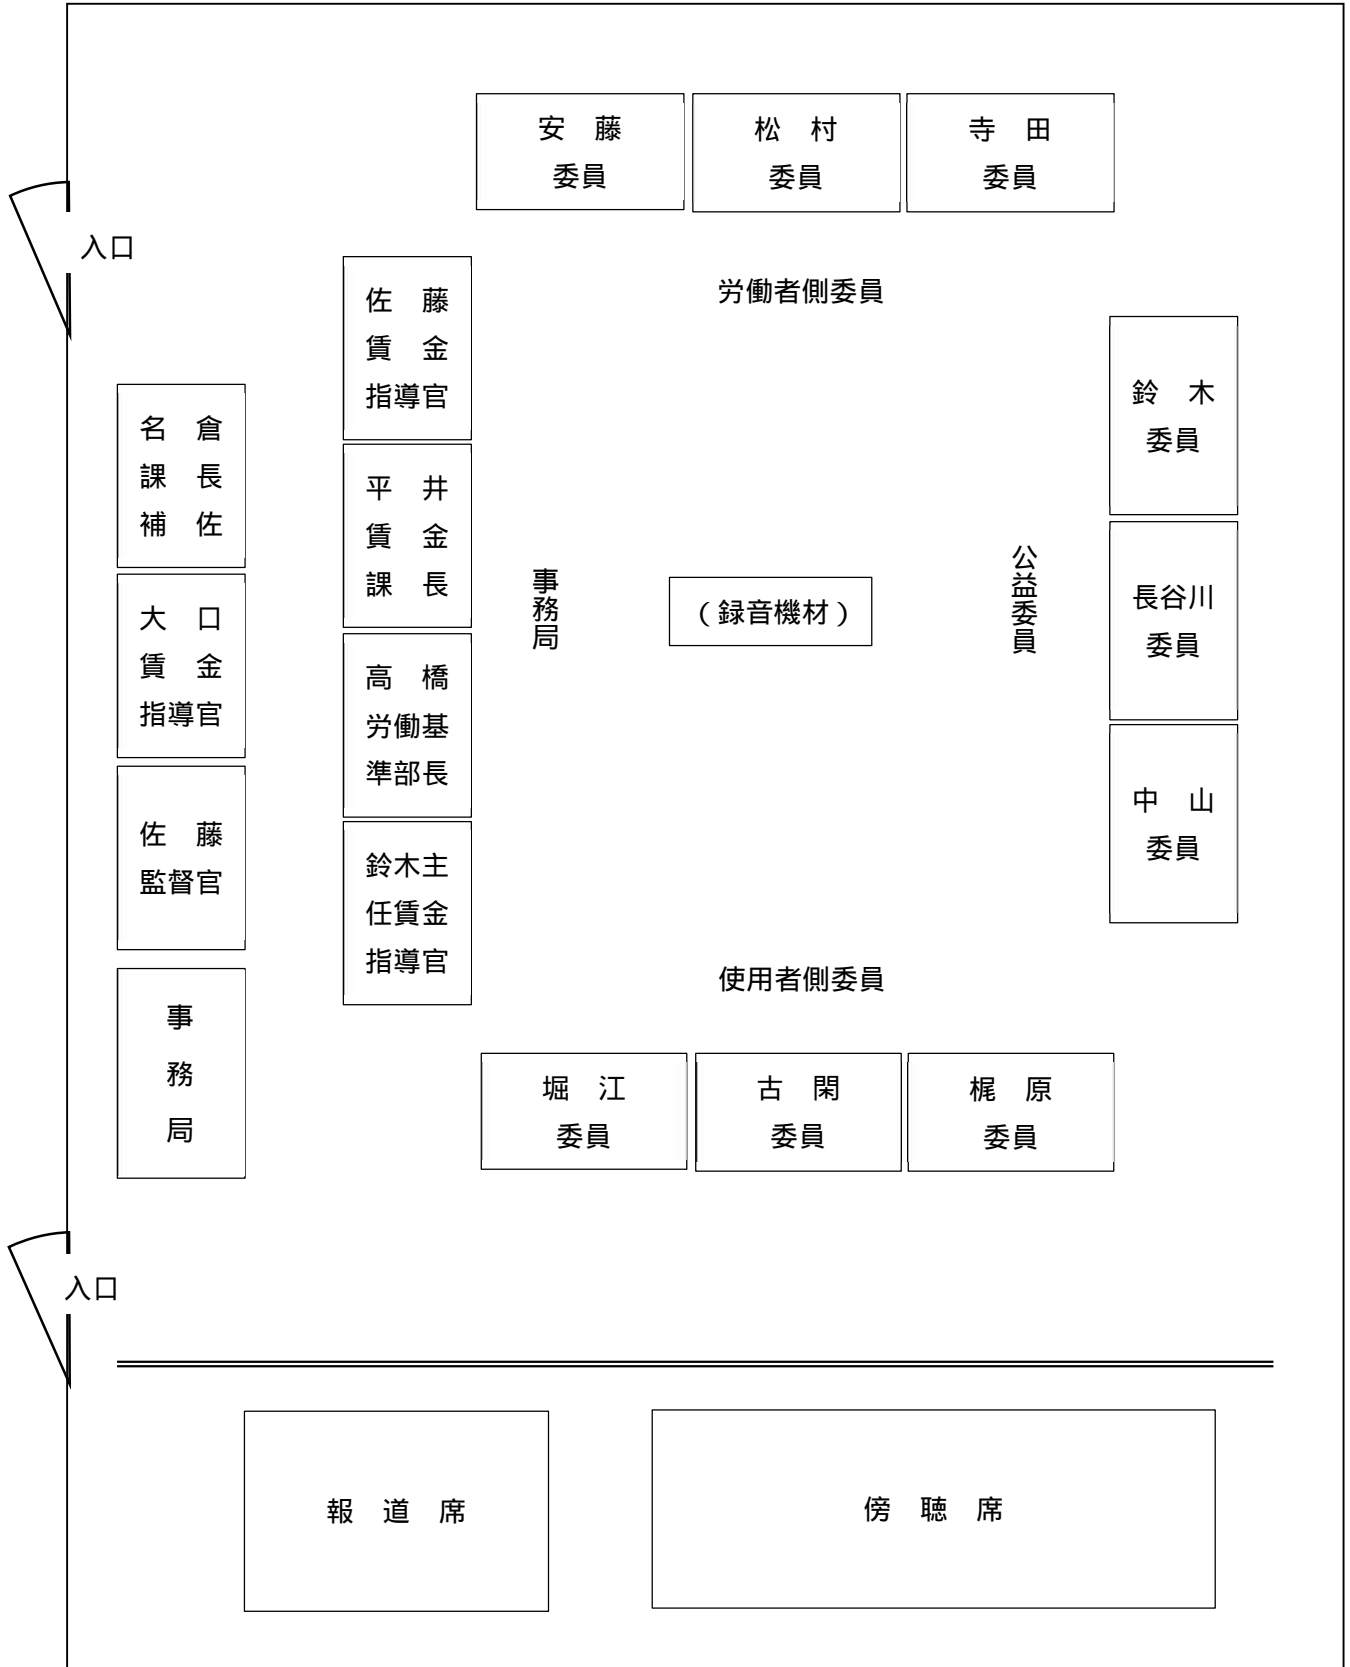 安　藤
委員
松　村
委員
寺　田
委員
入口
労働者側委員
佐　藤
賃　金
指導官
鈴　木
委員
名　倉
課　長
補　佐
平　井
賃　金
課　長
事務局
（録音機材）
公益委員
長谷川
委員
大　口
賃　金
指導官
高　橋
労働基
準部長
中　山
委員
佐　藤
監督官
鈴木主
任賃金
指導官
使用者側委員
事
務
局
堀　江
委員
古　閑
委員
梶　原
委員
入口
報　道　席
傍　聴　席